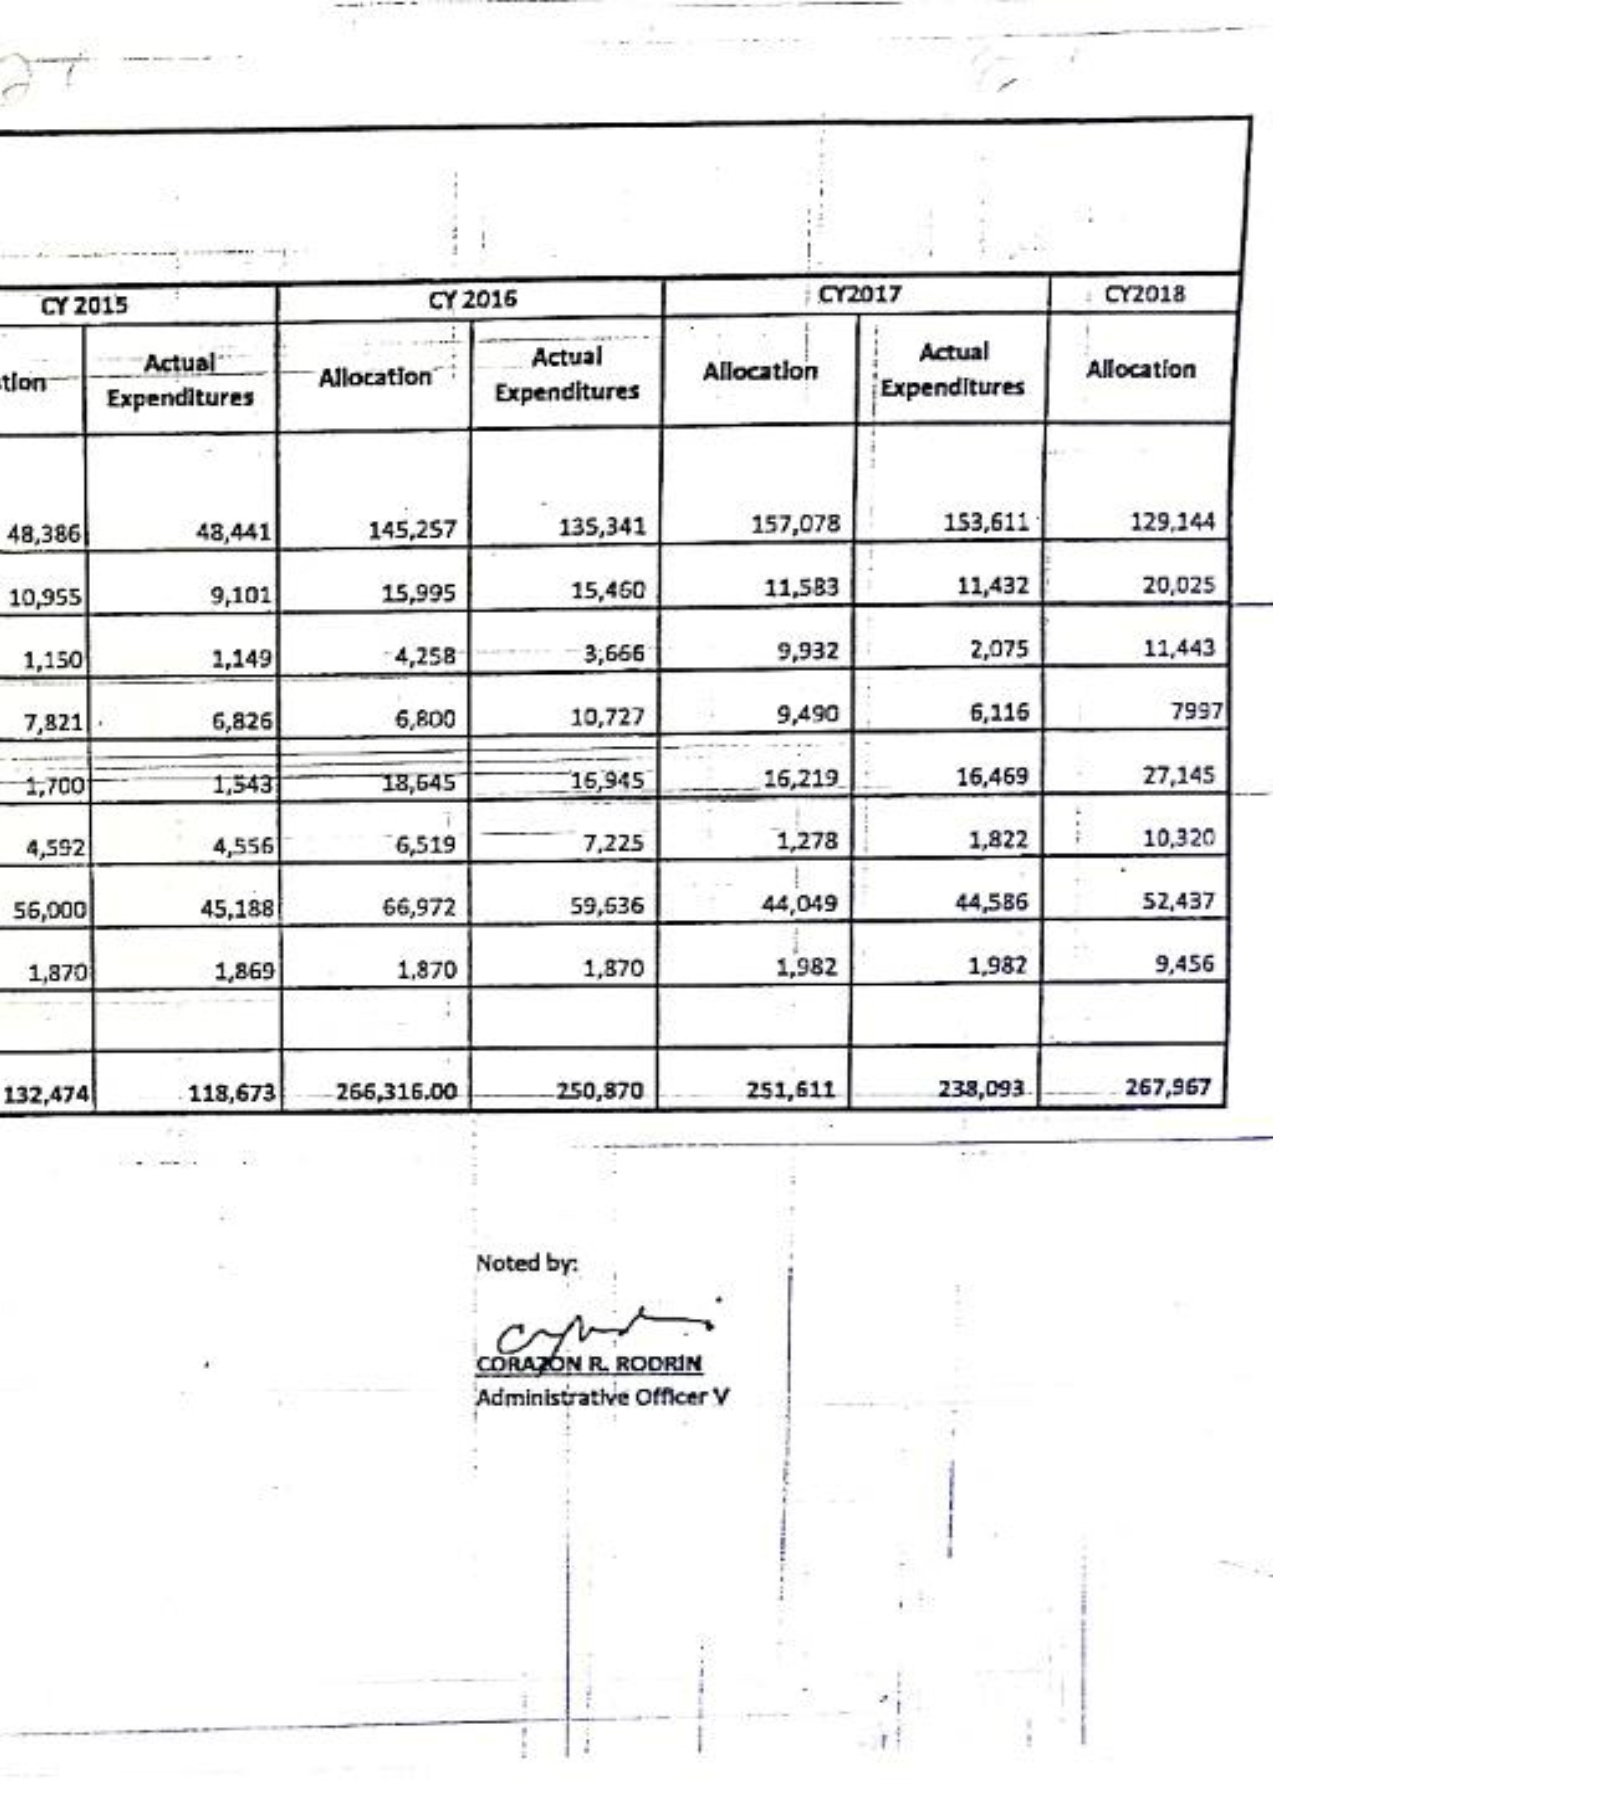 CY 2015 CY 2016 CY2017 CY2018
tion Actual Expenditures Allocation Actual Expenditures Allocation Actual Expenditures Allocation
48,386 48,441 145,257 135,341 157,078 153,611 129,144
10,955 9,101 15,995 15,460 11,583 11,432 20,025
1,150 1,149 4,258 3,666 9,932 2,075 11,443
7,821 6,826 6,800 10,727 9,490 6,116 7997
1,700 1,543 18,645 16,945 16,219 16,469 27,145
4,592 4,556 6,519 7,225 1,278 1,822 10,320
56,000 45,188 66,972 59,636 44,049 44,586 52,437
1,870 1,869 1,870 1,870 1,982 1,982 9,456
132,474 118,673 266,316.00 250,870 251,611 238,093 267,967
Noted by:
CORAZON R. RODRIN
Administrative Officer V